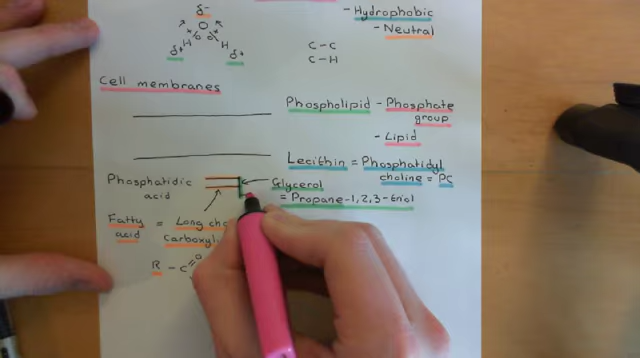 δ-
O
δ+ δ+
H H
δ+ δ+
- Hydrophobic
- Neutral
C - C
C - H
Cell membranes
Phospholipid - Phosphate
group
- Lipid
Lecithin = Phosphatidyl
choline = PC
Phosphatidic
acid
Glycerol
= Propane-1,2,3-triol
Fatty = Long
acid
R - C
O